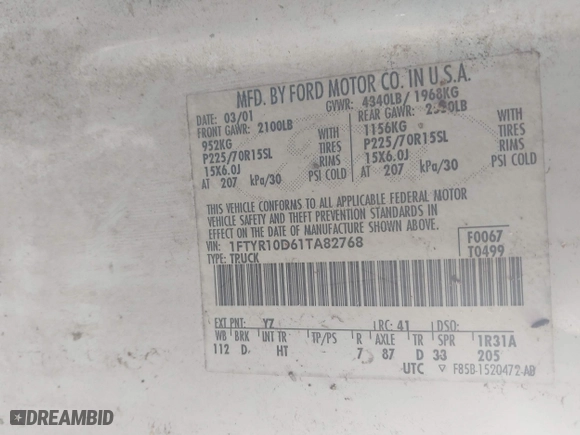 MFD. BY FORD MOTOR CO. IN U.S.A.
DATE: 03/01 GVWR: 4340LB/ 1968KG
FRONT GAWR: 2100LB REAR GAWR:
952KG WITH 1156KG WITH
P225/70R15SL TIRES P225/70R15SL TIRES
15X6.0J RIMS 15X6.0J RIMS
AT 207 kPa/30 PSI COLD AT 207 kPa/30 PSI COLD
THIS VEHICLE CONFORMS TO ALL APPLICABLE FEDERAL MOTOR
VEHICLE SAFETY AND THEFT PREVENTION STANDARDS IN
EFFECT ON THE DATE OF MANUFACTURE SHOWN ABOVE.
VIN: 1FTYR10D61TA82768 F0067
TYPE: TRUCK T0499
EXT. PNT: YZ RC: 41 DSO:
WB BRK INT TR TP/PS R AXLE TR SPR 1R31A
112 D HT 7 87 D 33 205
UTC ▽ F85B-1520472-AB
DREAMBID